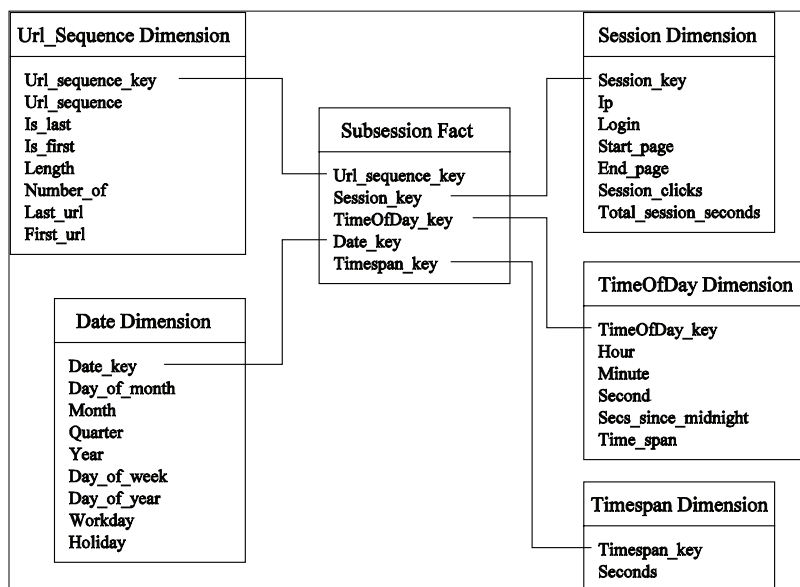 Url_Sequence Dimension
Url_sequence_key
Url_sequence
Is_last
Is_first
Length
Number_of
Last_url
First_url
Date Dimension
Date_key
Day_of_month
Month
Quarter
Year
Day_of_week
Day_of_year
Workday
Holiday
Subsession Fact
Url_sequence_key
Session_key
TimeOfDay_key
Date_key
Timespan_key
Session Dimension
Session_key
Ip
Login
Start_page
End_page
Session_clicks
Total_session_seconds
TimeOfDay Dimension
TimeOfDay_key
Hour
Minute
Second
Secs_since_midnight
Time_span
Timespan Dimension
Timespan_key
Seconds